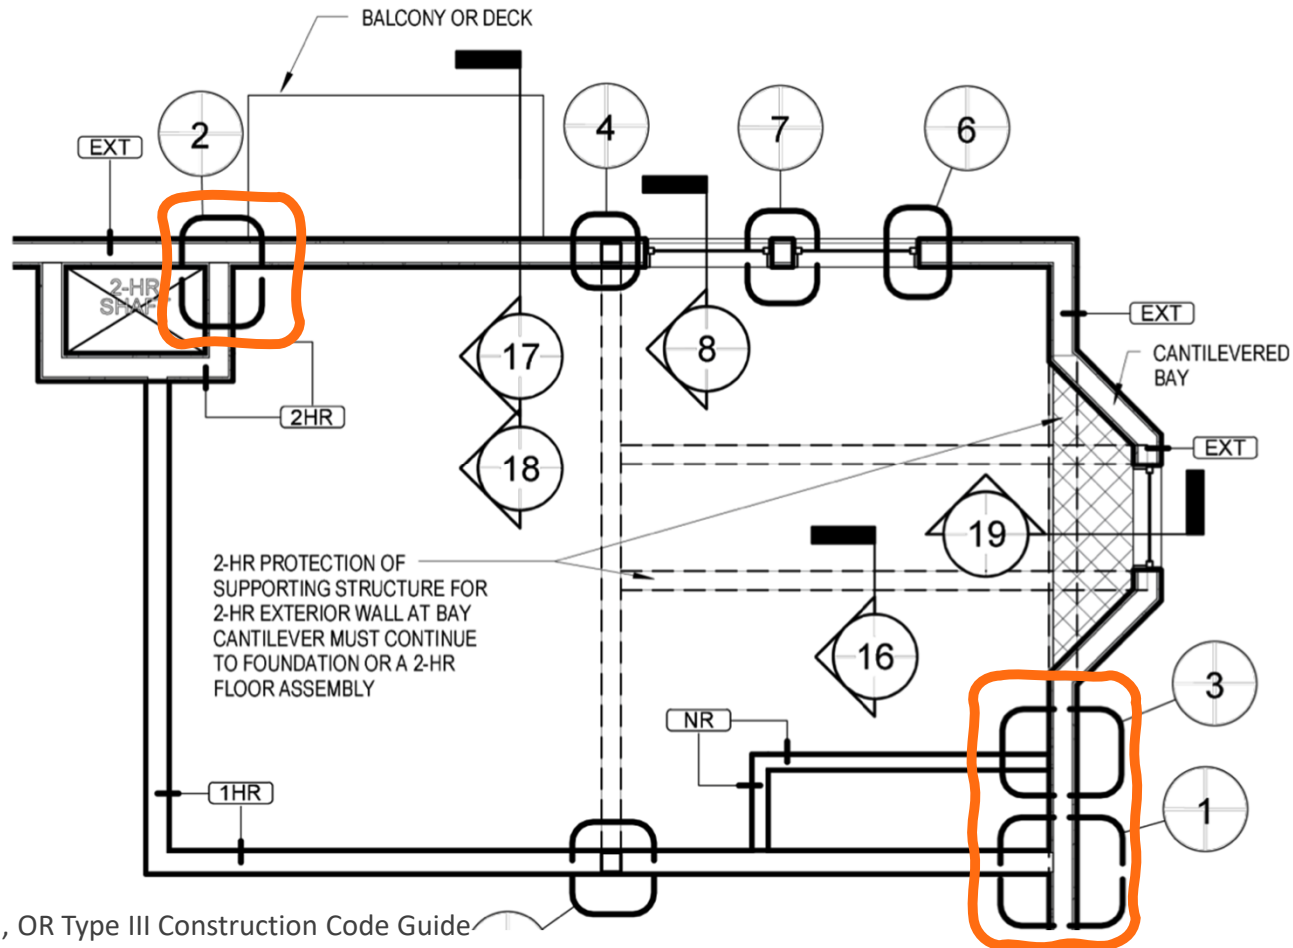 BALCONY OR DECK
2
4
7
6
EXT
2-HR
SHAFT
17
8
EXT
CANTILEVERED
BAY
2HR
EXT
18
19
2-HR PROTECTION OF
SUPPORTING STRUCTURE FOR
2-HR EXTERIOR WALL AT BAY
CANTILEVER MUST CONTINUE
TO FOUNDATION OR A 2-HR
FLOOR ASSEMBLY
16
3
NR
1HR
1
, OR Type III Construction Code Guide